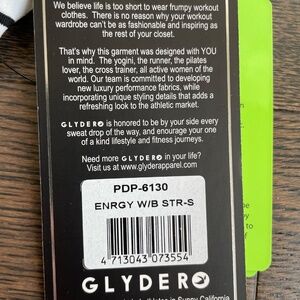 We believe life is too short to wear frumpy workout
clothes. There is no reason why your workout
wardrobe can't be as fashionable and inspiring as
the rest of your closet.
That's why this garment was designed with YOU
in mind. The yogini, the runner, the pilates
lover, the cross trainer, all active women of the
world. Our team is committed to developing
new luxury performance fabrics, while
incorporating unique styling details that adds a
refreshing look to the athletic market.
GLYDER is honored to be by your side every
sweat drop of the way, and enourage your one
of a kind lifestyle and fitness journeys.
Need more GLYDER in your life?
Visit us at www.glyderapparel.com
PDP-6130
ENRGY W/B STR-S
4 713043 073554
GLYDER
in Sunny California